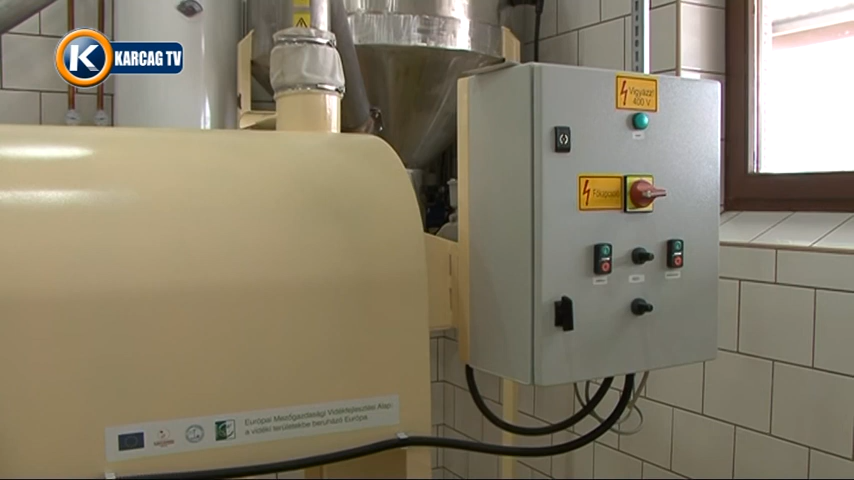 K KARCAG TV
Vigyázz!
400 V
Főkapcsoló
Európai Mezőgazdasági Vidékfejlesztési Alap:
a vidéki területekbe beruházó Európa.